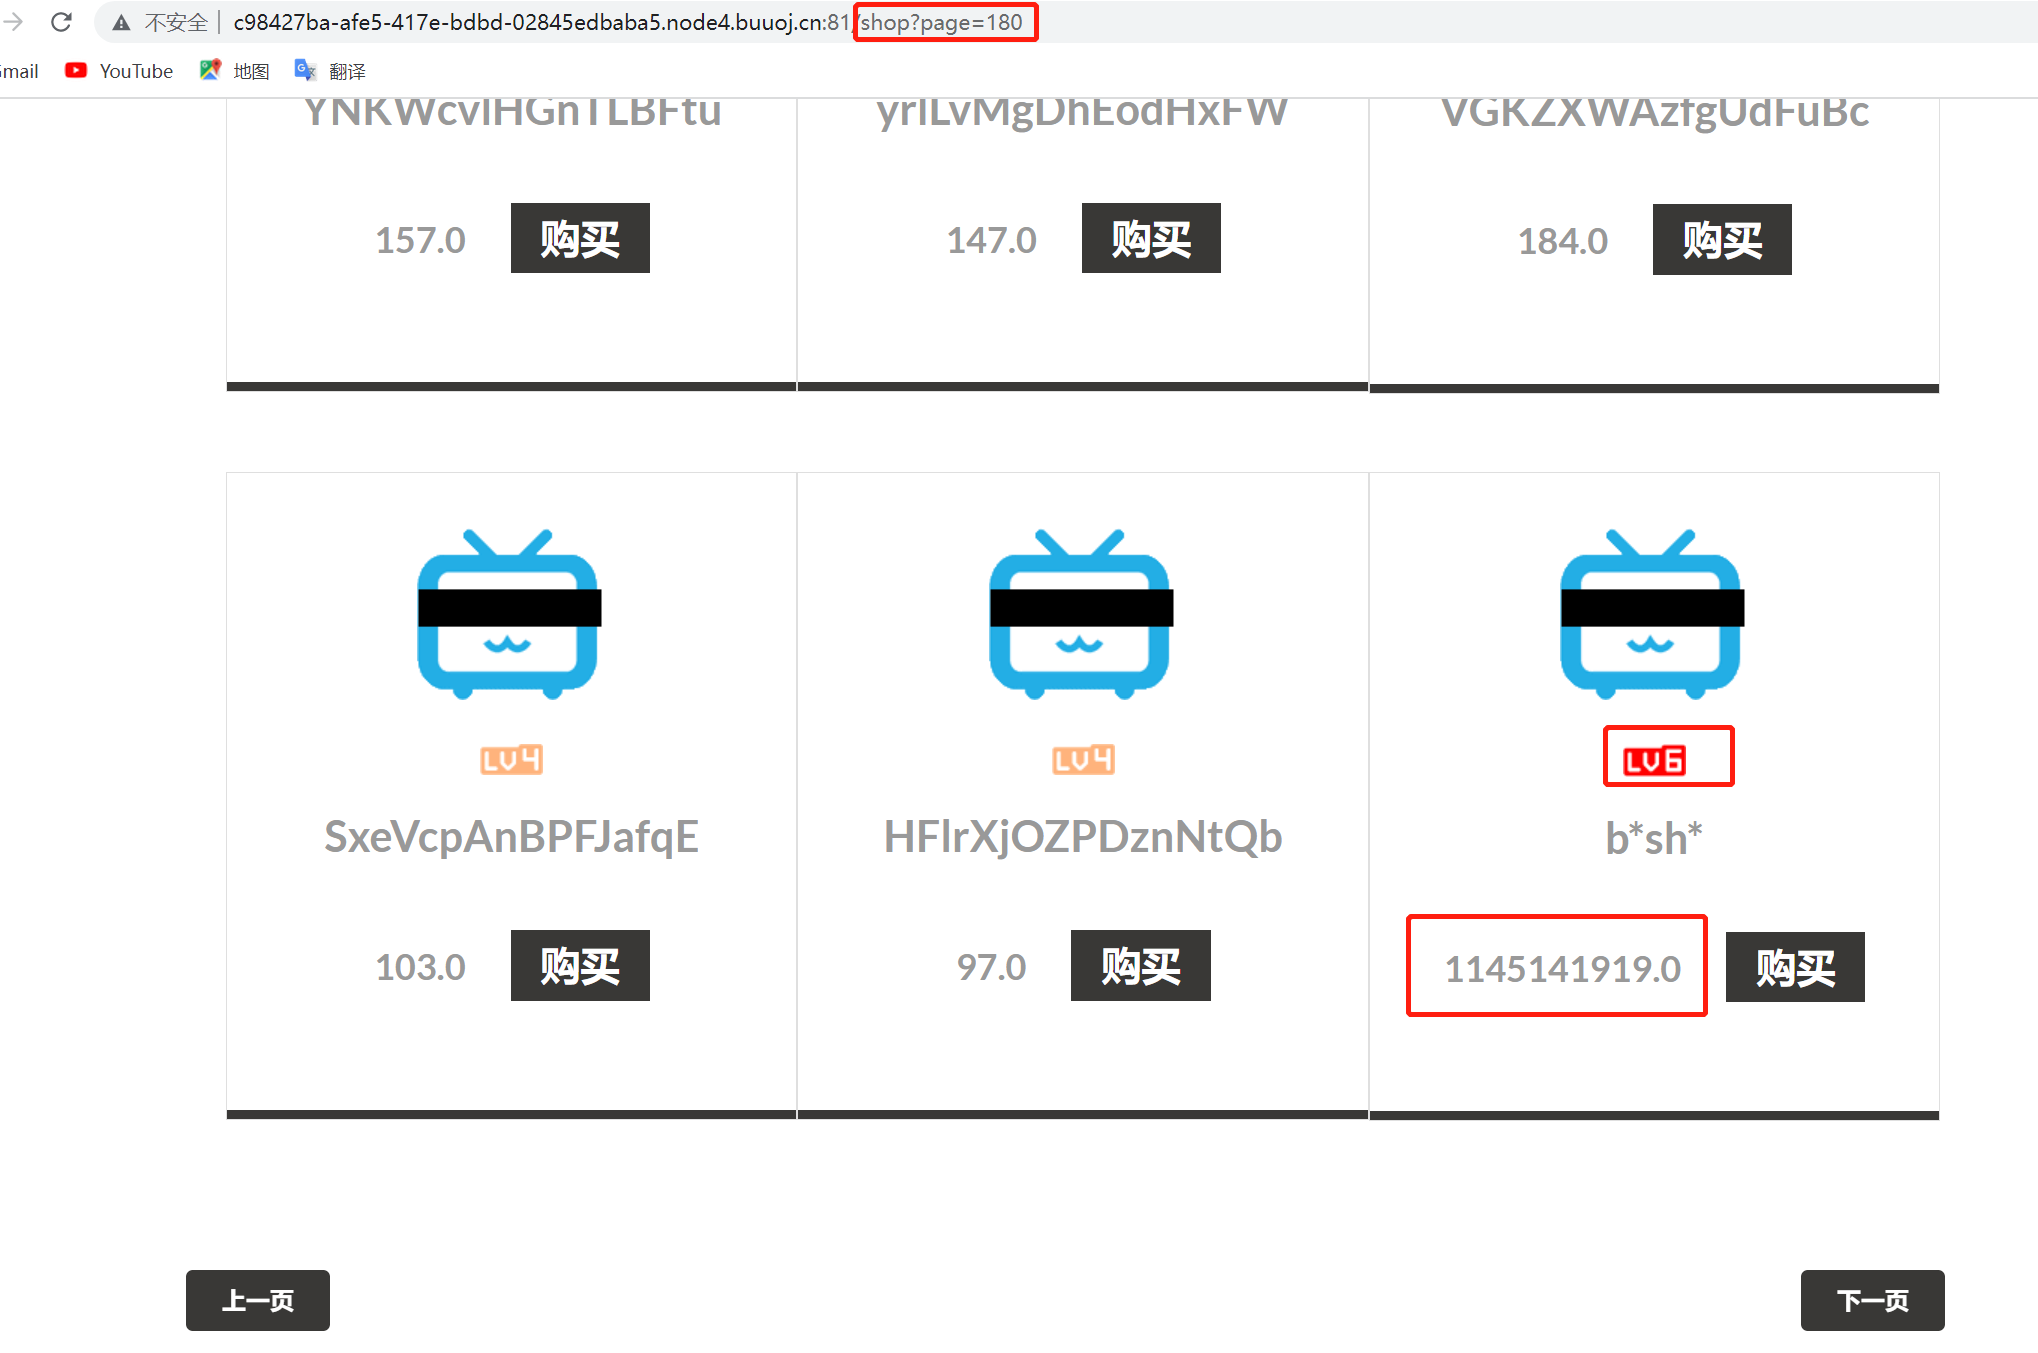 不安全 c98427ba-afe5-417e-bdbd-02845edbaba5.node4.buuoj.cn:81/shop?page=180
mail YouTube 地图 翻译
YNKWcvlHGnTLBFtu yrlLvMgDhEodHxFW VGKZXWAzfgUdFuBc
157.0 购买 147.0 购买 184.0 购买
LV4 LV4 LV6
SxeVcpAnBPFJafqE HFlrXjOZPDznNtQb b*sh*
103.0 购买 97.0 购买 1145141919.0 购买
上一页 下一页